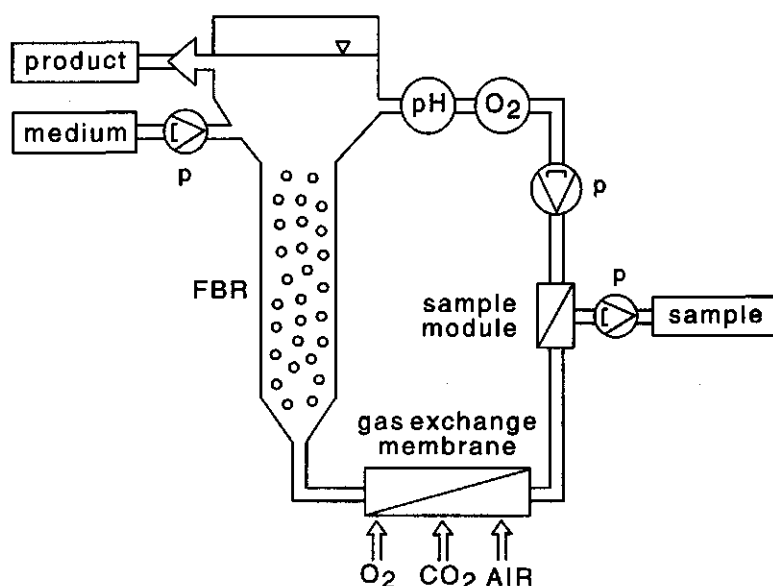 product
pH
O2
medium
p
p
FBR
p
sample
module
sample
gas exchange
membrane
O2
CO2
AIR